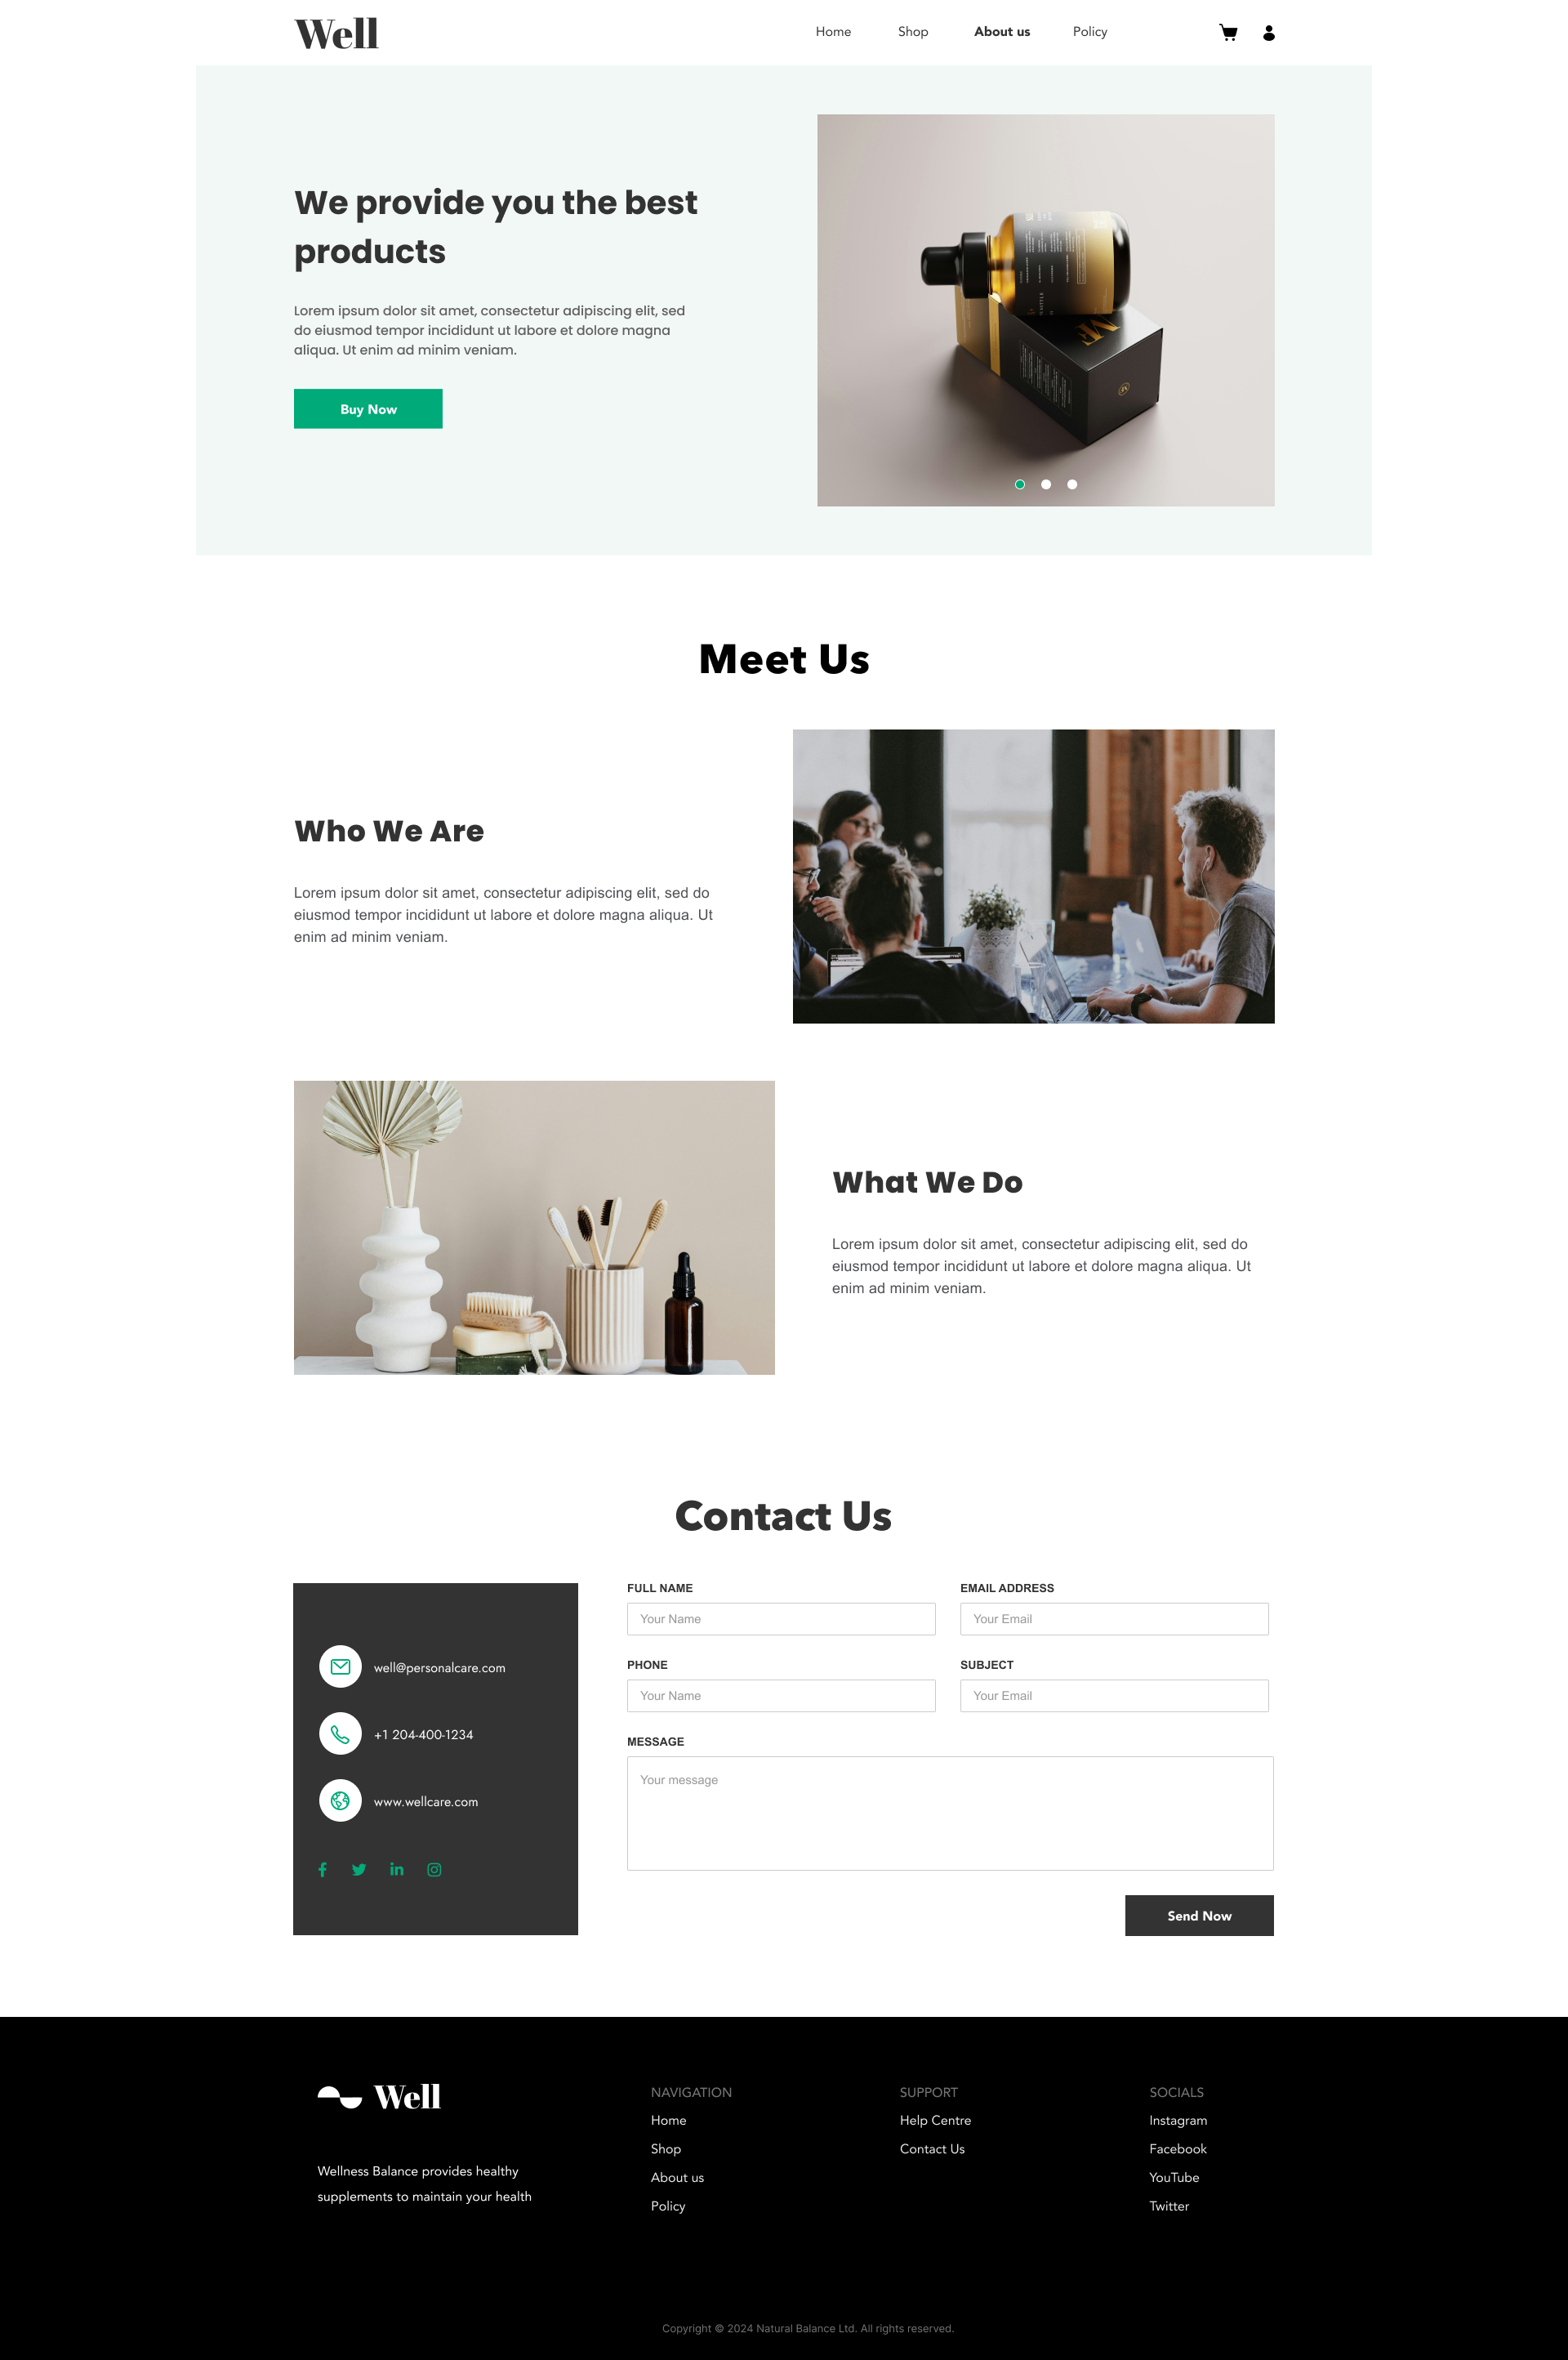 Well
Home
Shop
About us
Policy
We provide you the best
products
Lorem ipsum dolor sit amet, consectetur adipiscing elit, sed
do eiusmod tempor incididunt ut labore et dolore magna
aliqua. Ut enim ad minim veniam.
Buy Now
Meet Us
Who We Are
Lorem ipsum dolor sit amet, consectetur adipiscing elit, sed do
eiusmod tempor incididunt ut labore et dolore magna aliqua. Ut
enim ad minim veniam.
What We Do
Lorem ipsum dolor sit amet, consectetur adipiscing elit, sed do
eiusmod tempor incididunt ut labore et dolore magna aliqua. Ut
enim ad minim veniam.
Contact Us
well@personalcare.com
+1 204-400-1234
www.wellcare.com
FULL NAME
Your Name
EMAIL ADDRESS
Your Email
PHONE
Your Name
SUBJECT
Your Email
MESSAGE
Your message
Send Now
Well
Wellness Balance provides healthy
supplements to maintain your health
NAVIGATION
Home
Shop
About us
Policy
SUPPORT
Help Centre
Contact Us
SOCIALS
Instagram
Facebook
YouTube
Twitter
Copyright © 2024 Natural Balance Ltd. All rights reserved.